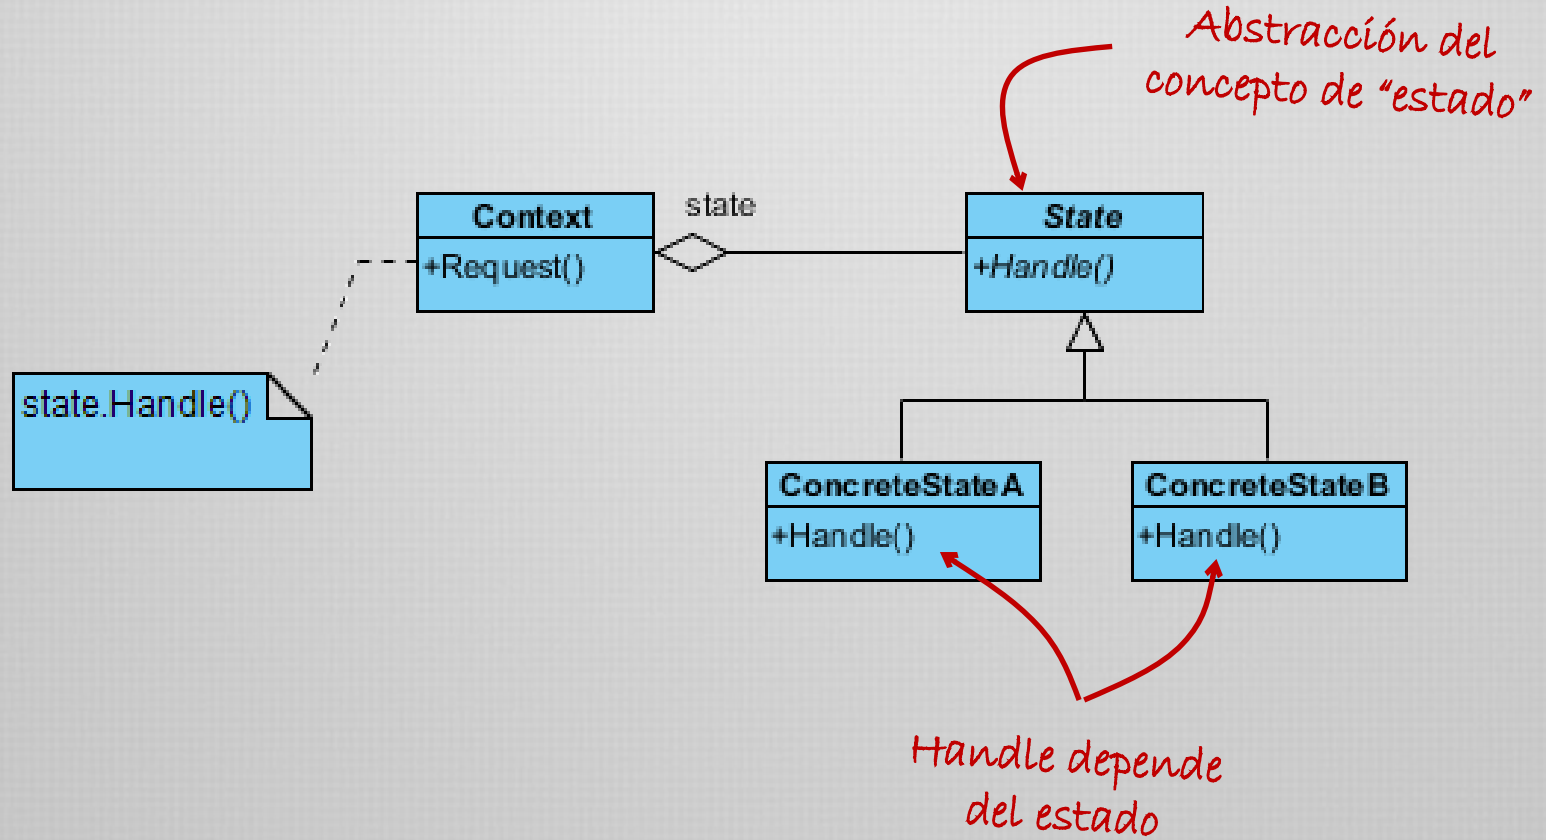 Abstracción del
concepto de “estado”
Context
+Request()
state
State
+Handle()
state.Handle()
ConcreteStateA
+Handle()
ConcreteStateB
+Handle()
Handle depende
del estado